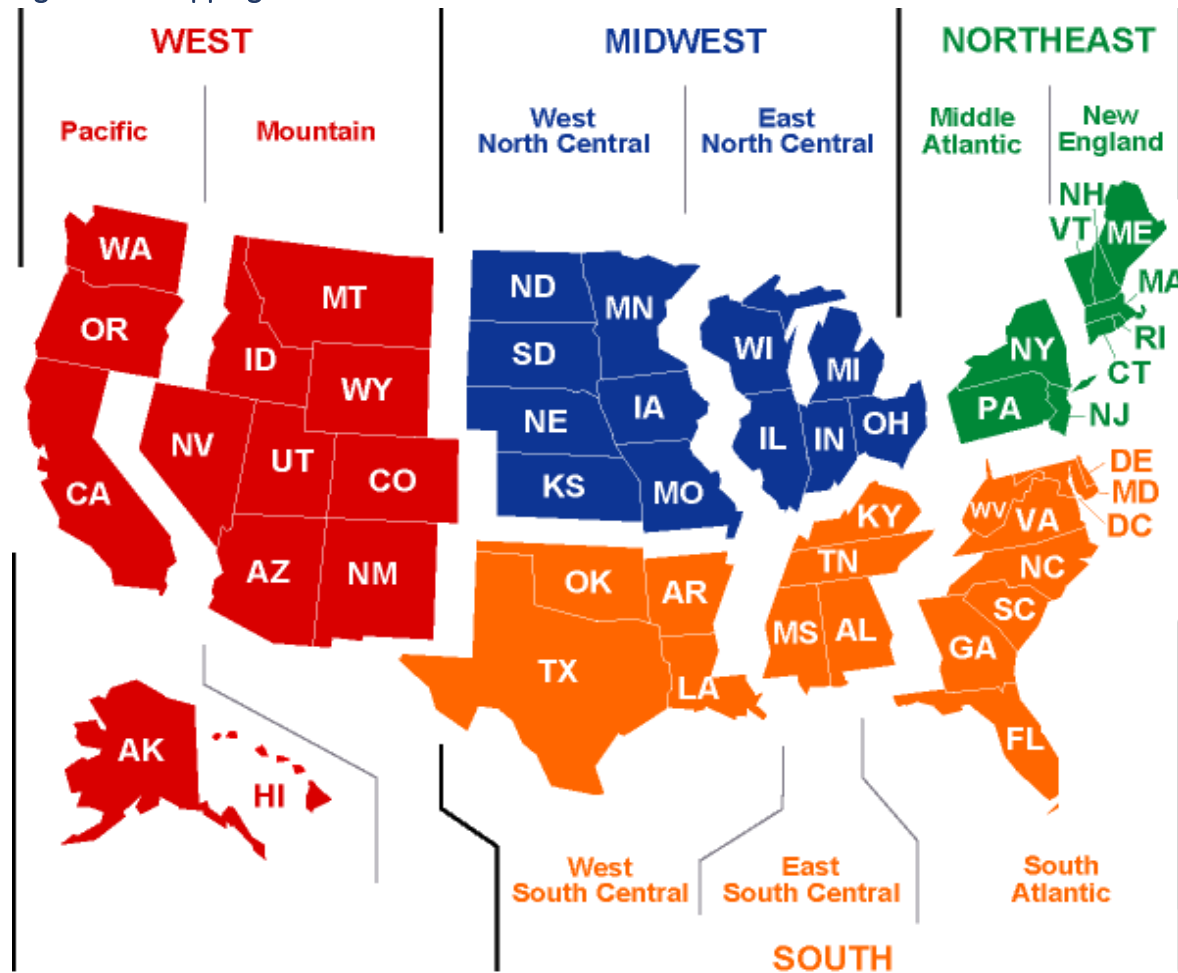 WEST
MIDWEST
NORTHEAST
Pacific
Mountain
West
North Central
East
North Central
Middle
Atlantic
New
England
NH
VT
ME
MA
RI
CT
NJ
NY
PA
WA
OR
CA
MT
ID
WY
NV
UT
CO
AZ
NM
AK
HI
ND
MN
SD
IA
NE
KS
MO
WI
MI
IL
IN
OH
DE
MD
DC
WV
VA
KY
TN
NC
SC
OK
AR
MS
AL
GA
TX
LA
FL
West
South Central
East
South Central
South
Atlantic
SOUTH